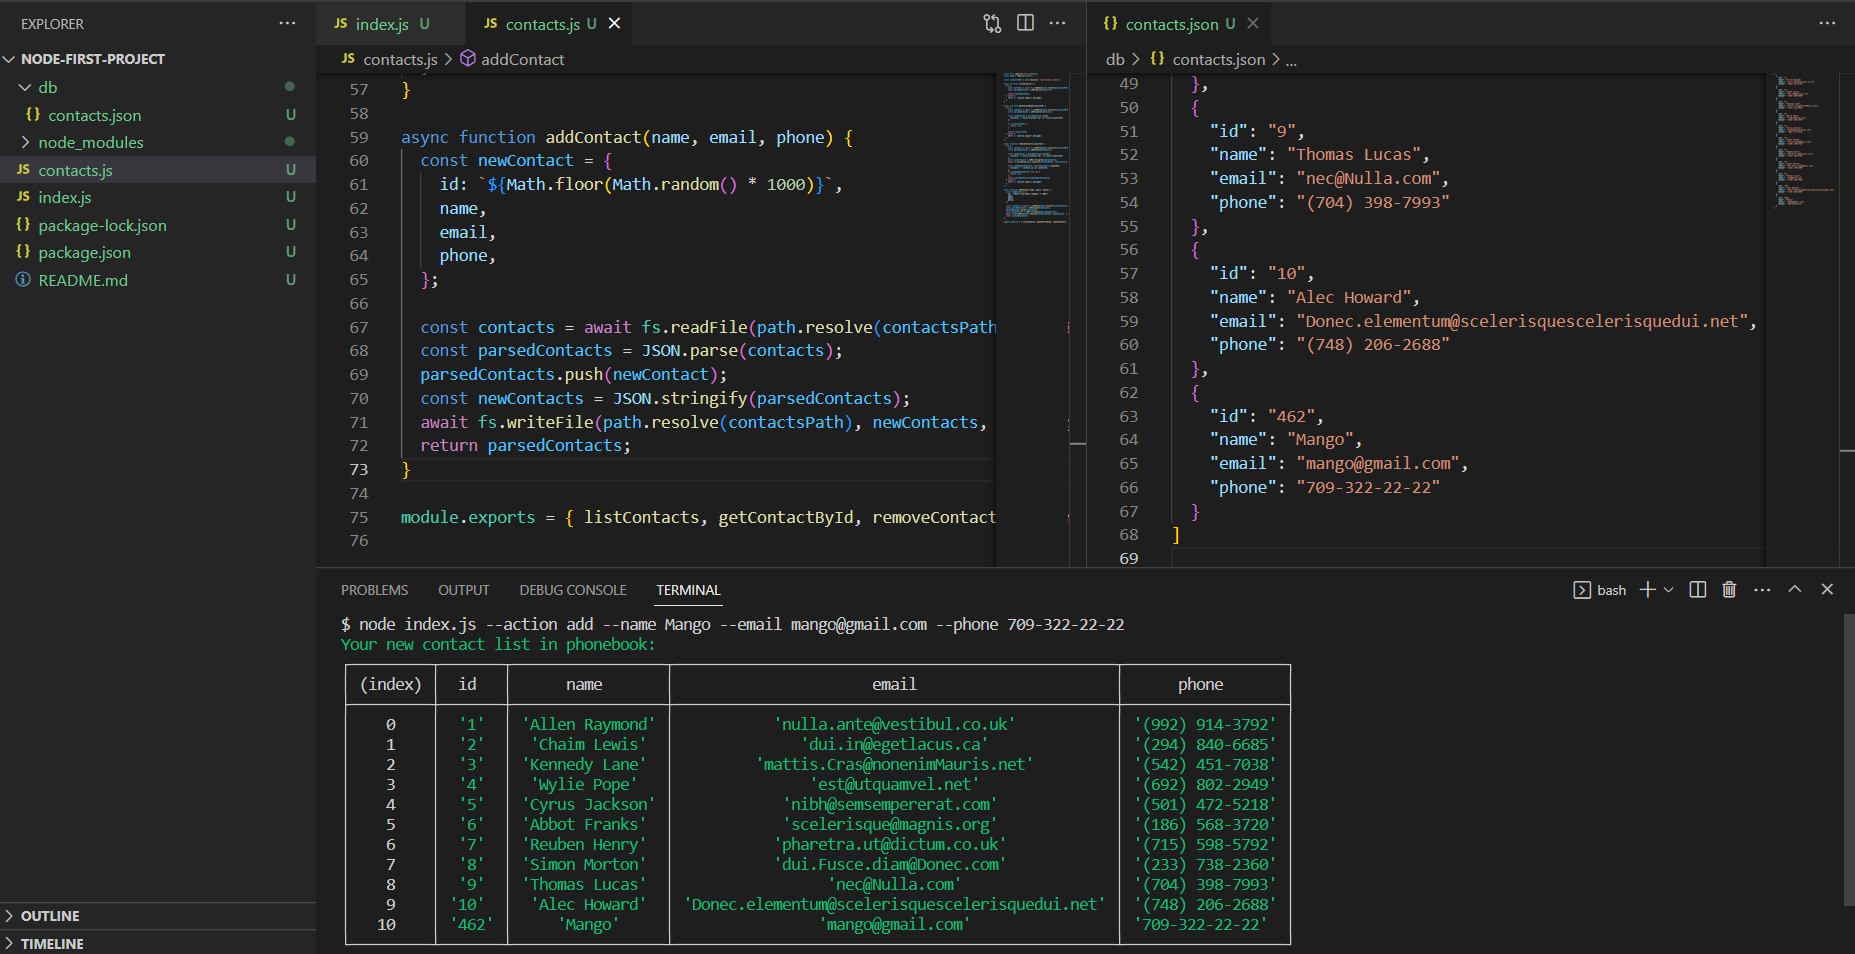 EXPLORER
NODE-FIRST-PROJECT
db
{} contacts.json U
node_modules
JS contacts.js U
JS index.js U
{} package-lock.json U
{} package.json U
README.md U
OUTLINE
TIMELINE
JS index.js U
JS contacts.js U
JS contacts.js > addContact
57 }
58
59 async function addContact(name, email, phone) {
60 const newContact = {
61 id: `${Math.floor(Math.random() * 1000)}`,
62 name,
63 email,
64 phone,
65 };
66
67 const contacts = await fs.readFile(path.resolve(contactsPath
68 const parsedContacts = JSON.parse(contacts);
69 parsedContacts.push(newContact);
70 const newContacts = JSON.stringify(parsedContacts);
71 await fs.writeFile(path.resolve(contactsPath), newContacts,
72 return parsedContacts;
73 }
74
75 module.exports = { listContacts, getContactById, removeContact
76
{} contacts.json U
db > {} contacts.json > ...
49 },
50 {
51 "id": "9",
52 "name": "Thomas Lucas",
53 "email": "nec@Nulla.com",
54 "phone": "(704) 398-7993"
55 },
56 {
57 "id": "10",
58 "name": "Alec Howard",
59 "email": "Donec.elementum@scelerisquescelerisquedui.net",
60 "phone": "(748) 206-2688"
61 },
62 {
63 "id": "462",
64 "name": "Mango",
65 "email": "mango@gmail.com",
66 "phone": "709-322-22-22"
67 }
68 ]
69
PROBLEMS OUTPUT DEBUG CONSOLE TERMINAL bash
$ node index.js --action add --name Mango --email mango@gmail.com --phone 709-322-22-22
Your new contact list in phonebook:
(index) id name email phone
0 '1' 'Allen Raymond' 'nulla.ante@vestibul.co.uk' '(992) 914-3792'
1 '2' 'Chaim Lewis' 'dui.in@egetlacus.ca' '(294) 840-6685'
2 '3' 'Kennedy Lane' 'mattis.Cras@nonenimMauris.net' '(542) 451-7038'
3 '4' 'Wylie Pope' 'est@utquamvel.net' '(692) 802-2949'
4 '5' 'Cyrus Jackson' 'nibh@semsempererat.com' '(501) 472-5218'
5 '6' 'Abbot Franks' 'scelerisque@magnis.org' '(186) 568-3720'
6 '7' 'Reuben Henry' 'pharetra.ut@dictum.co.uk' '(715) 598-5792'
7 '8' 'Simon Morton' 'dui.Fusce.diam@Donec.com' '(233) 738-2360'
8 '9' 'Thomas Lucas' 'nec@Nulla.com' '(704) 398-7993'
9 '10' 'Alec Howard' 'Donec.elementum@scelerisquescelerisquedui.net' '(748) 206-2688'
10 '462' 'Mango' 'mango@gmail.com' '709-322-22-22'